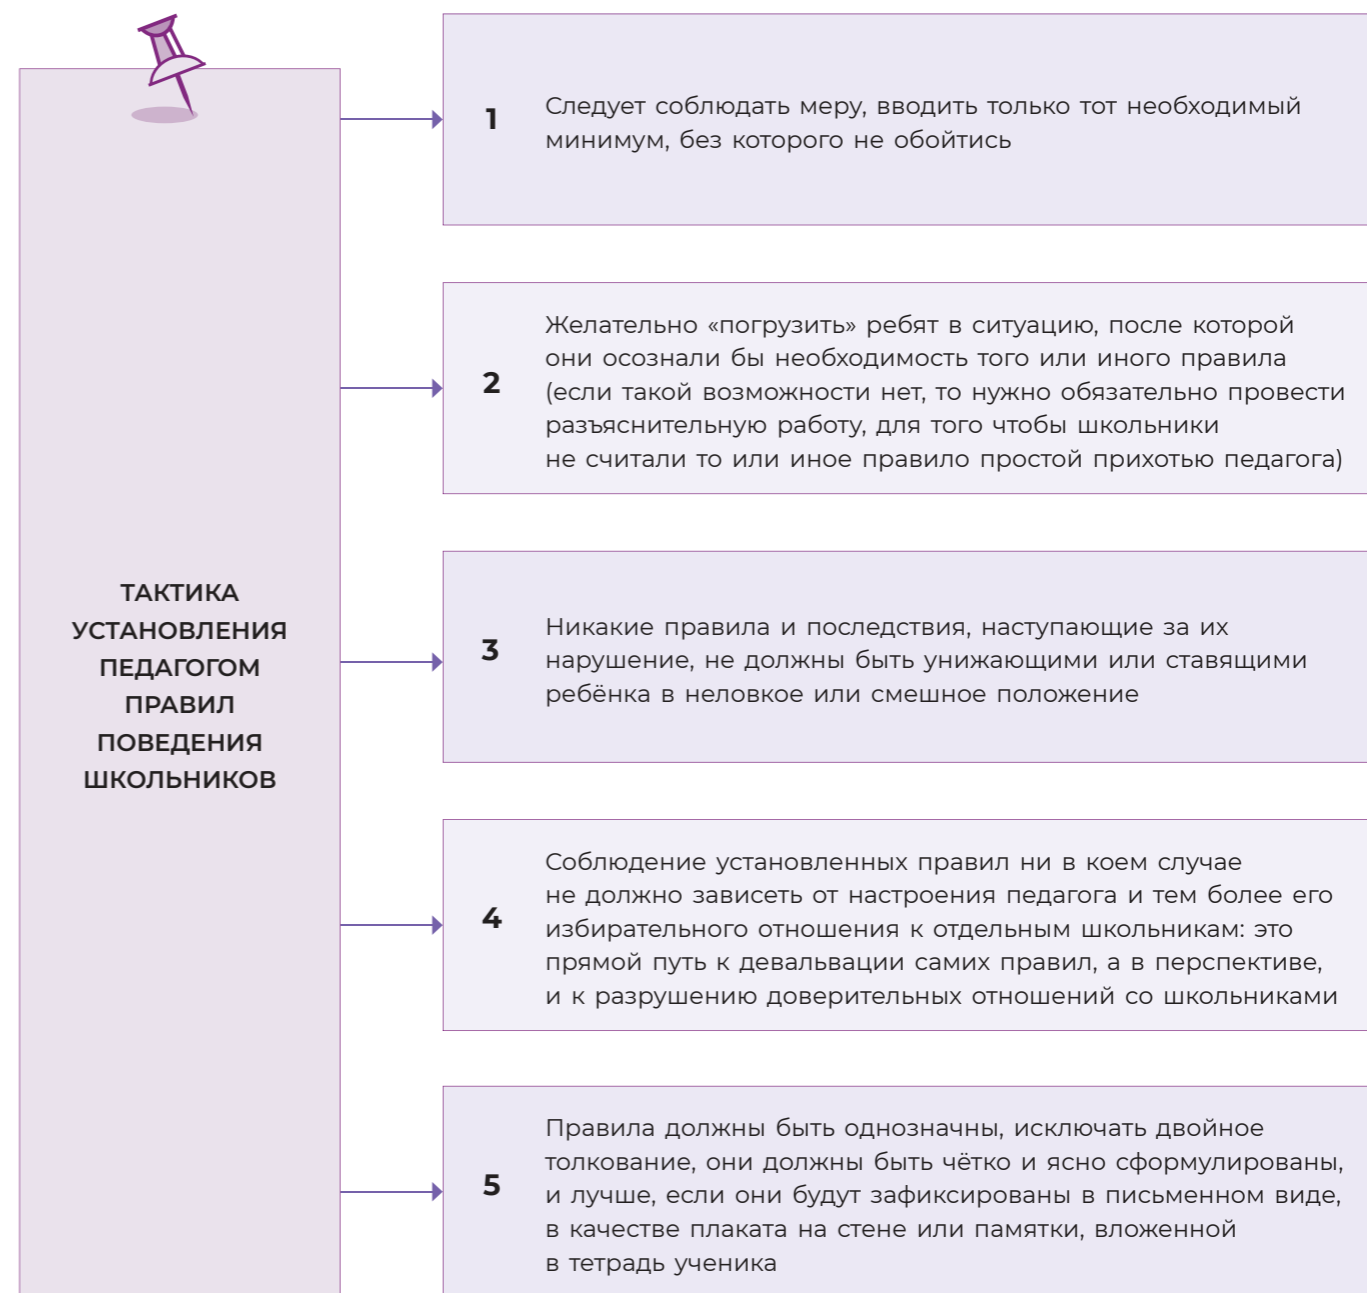 ТАКТИКА
УСТАНОВЛЕНИЯ
ПЕДАГОГОМ
ПРАВИЛ
ПОВЕДЕНИЯ
ШКОЛЬНИКОВ
1
Следует соблюдать меру, вводить только тот необходимый
минимум, без которого не обойтись
2
Желательно «погрузить» ребят в ситуацию, после которой
они осознали бы необходимость того или иного правила
(если такой возможности нет, то нужно обязательно провести
разъяснительную работу, для того чтобы школьники
не считали то или иное правило простой прихотью педагога)
3
Никакие правила и последствия, наступающие за их
нарушение, не должны быть унижающими или ставящими
ребёнка в неловкое или смешное положение
4
Соблюдение установленных правил ни в коем случае
не должно зависеть от настроения педагога и тем более его
избирательного отношения к отдельным школьникам: это
прямой путь к девальвации самих правил, а в перспективе,
и к разрушению доверительных отношений со школьниками
5
Правила должны быть однозначны, исключать двойное
толкование, они должны быть чётко и ясно сформулированы,
и лучше, если они будут зафиксированы в письменном виде,
в качестве плаката на стене или памятки, вложенной
в тетрадь ученика